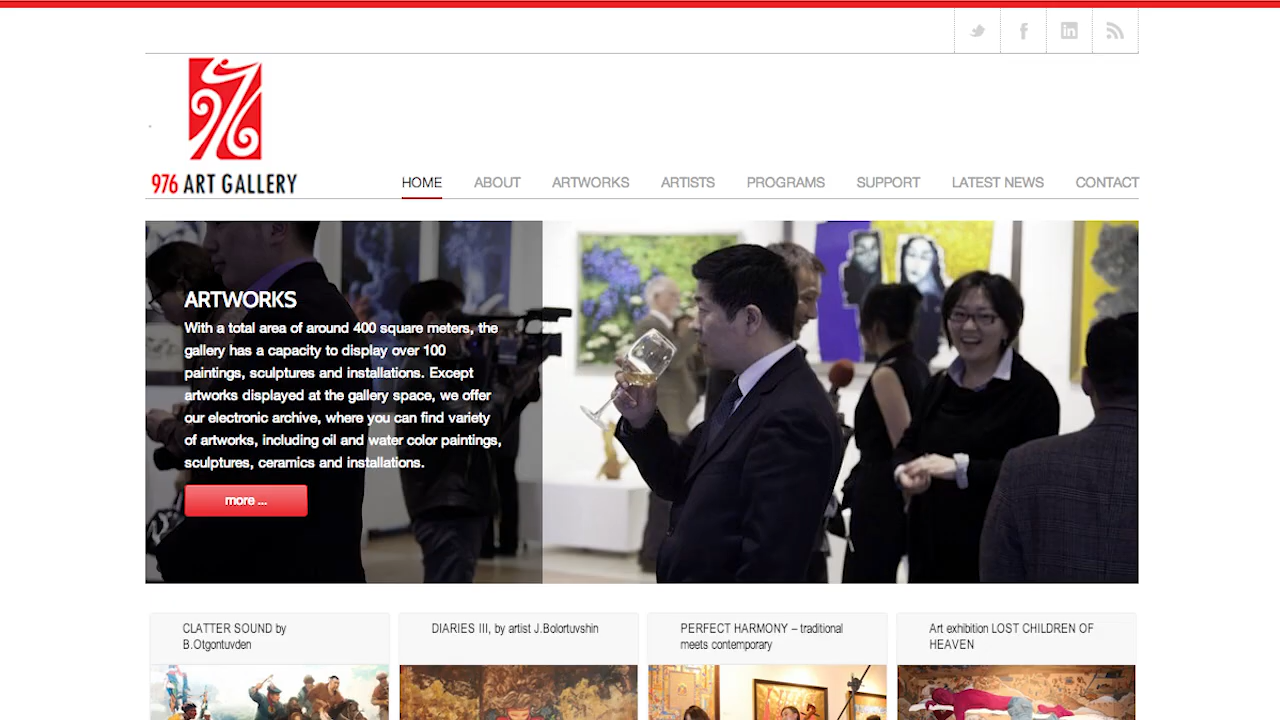 976 ART GALLERY
HOME ABOUT ARTWORKS ARTISTS PROGRAMS SUPPORT LATEST NEWS CONTACT
ARTWORKS
With a total area of around 400 square meters, the
gallery has a capacity to display over 100
paintings, sculptures and installations. Except
artworks displayed at the gallery space, we offer
our electronic archive, where you can find variety
of artworks, including oil and water color paintings,
sculptures, ceramics and installations.
more ...
CLATTER SOUND by
B.Otgontuvden
DIARIES III, by artist J.Bolortuvshin
PERFECT HARMONY – traditional
meets contemporary
Art exhibition LOST CHILDREN OF
HEAVEN